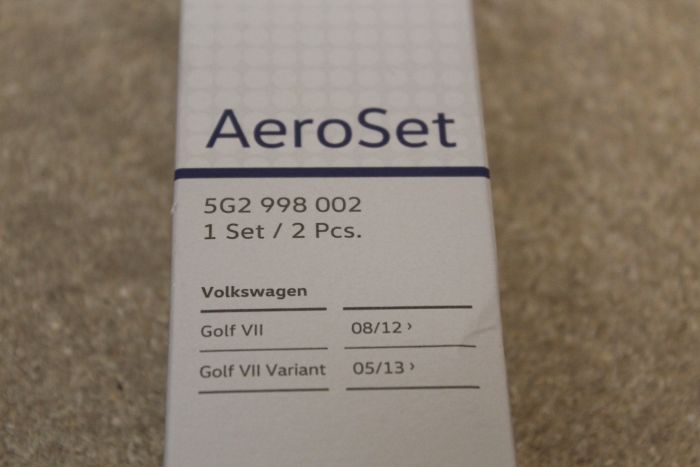 AeroSet
5G2 998 002
1 Set / 2 Pcs.
Volkswagen
Golf VII 08/12 ›
Golf VII Variant 05/13 ›